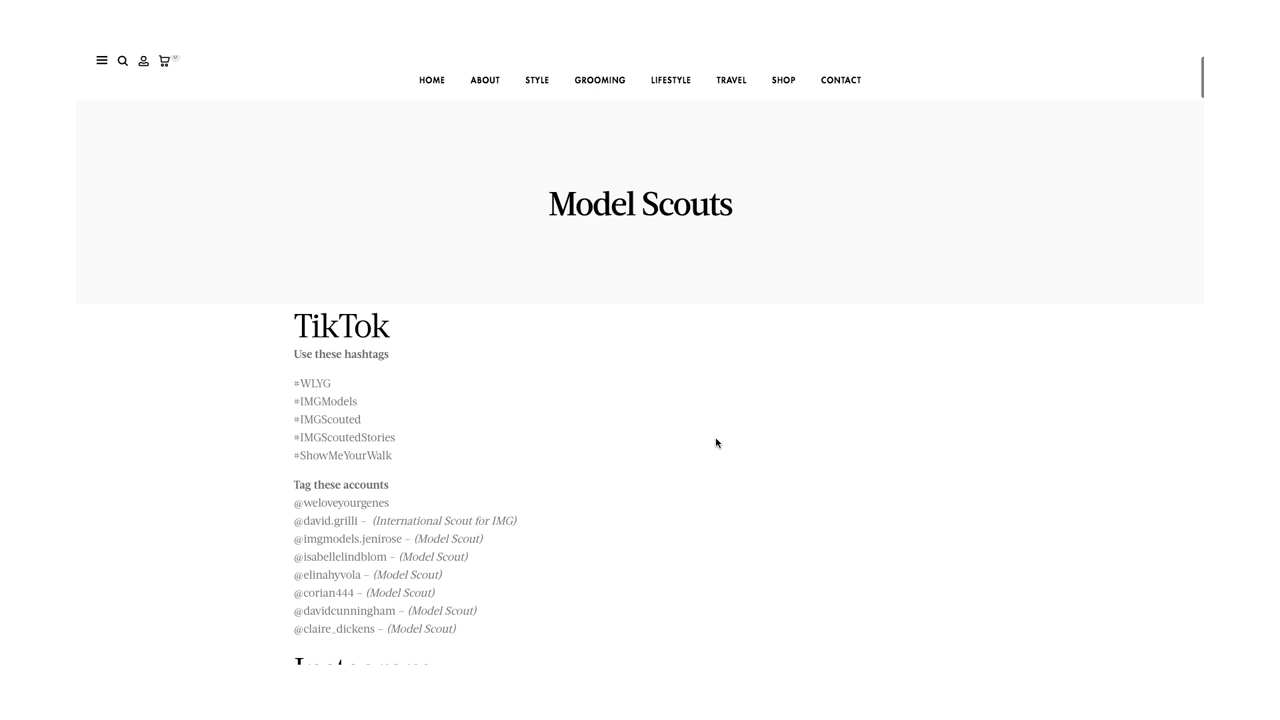 0
HOME ABOUT STYLE GROOMING LIFESTYLE TRAVEL SHOP CONTACT
Model Scouts
TikTok
Use these hashtags
#WLYG
#IMGModels
#IMGScouted
#IMGScoutedStories
#ShowMeYourWalk
Tag these accounts
@weloveyourgenes
@david.grilli – (International Scout for IMG)
@imgmodels.jenirose – (Model Scout)
@isabellelindblom – (Model Scout)
@elinahyvola – (Model Scout)
@corian444 – (Model Scout)
@davidcunningham – (Model Scout)
@claire_dickens – (Model Scout)